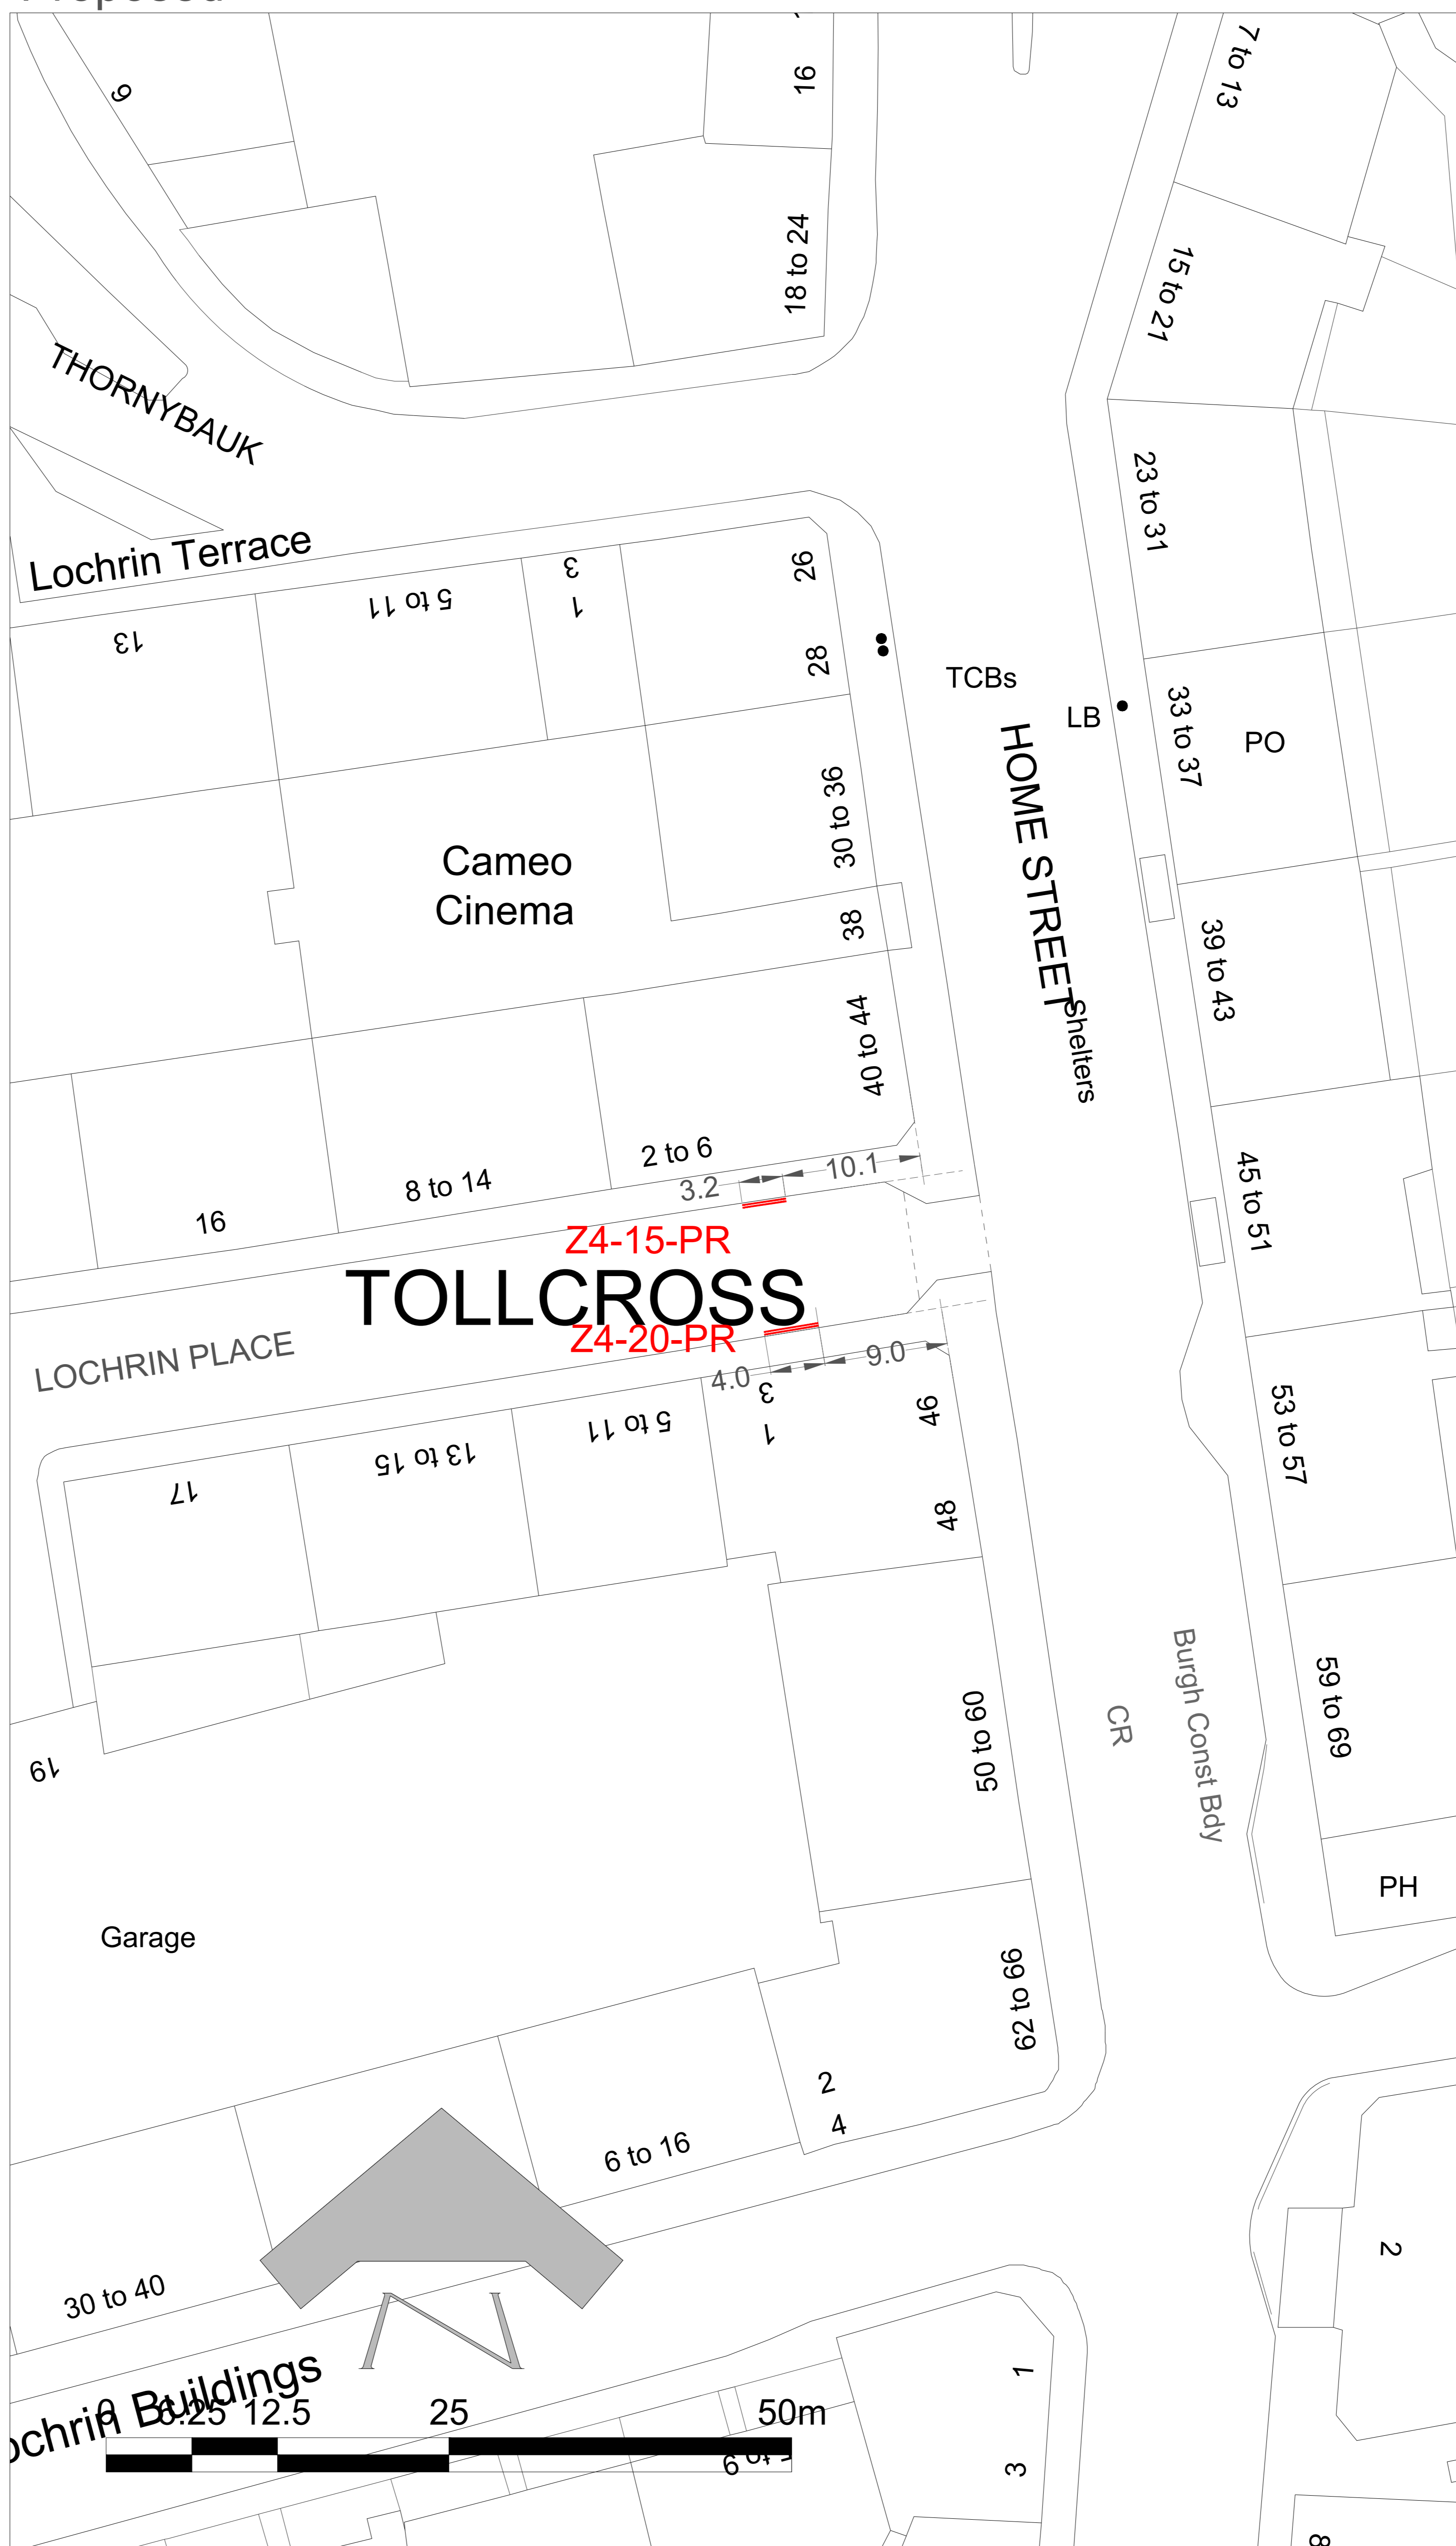 9
16
7 to 13
18 to 24
15 to 21
THORNYBAUK
23 to 31
Lochrin Terrace
26
3
1
5 to 11
13
28
TCBs
LB
33 to 37
PO
HOME STREET
30 to 36
Cameo
Cinema
38
39 to 43
Shelters
40 to 44
2 to 6
10.1
3.2
8 to 14
16
45 to 51
Z4-15-PR
TOLLCROSS
Z4-20-PR
LOCHRIN PLACE
9.0
4.0
3
1
46
53 to 57
5 to 11
13 to 15
17
48
Burgh Const Bdy
CR
59 to 69
50 to 60
19
PH
Garage
62 to 66
2
4
6 to 16
2
30 to 40
N
1
ochrin Buildings
0 6.25 12.5 25 50m
3
8